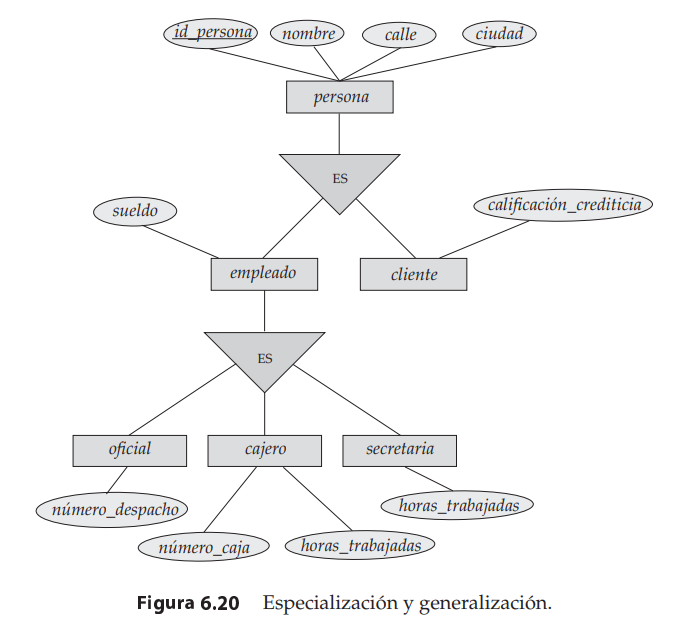 id_persona
nombre
calle
ciudad
persona
ES
sueldo
calificación_crediticia
empleado
cliente
ES
oficial
cajero
secretaria
número_despacho
horas_trabajadas
número_caja
horas_trabajadas
Figura 6.20 Especialización y generalización.